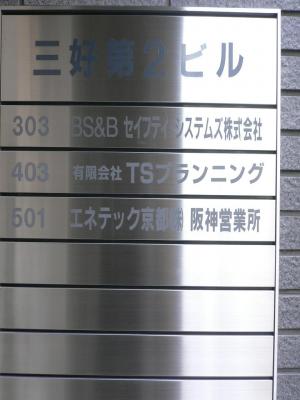 三好第2ビル
303 BS&B セイフティ・システムズ株式会社
403 有限会社 TSプランニング
501 エネテック京都㈱ 阪神営業所